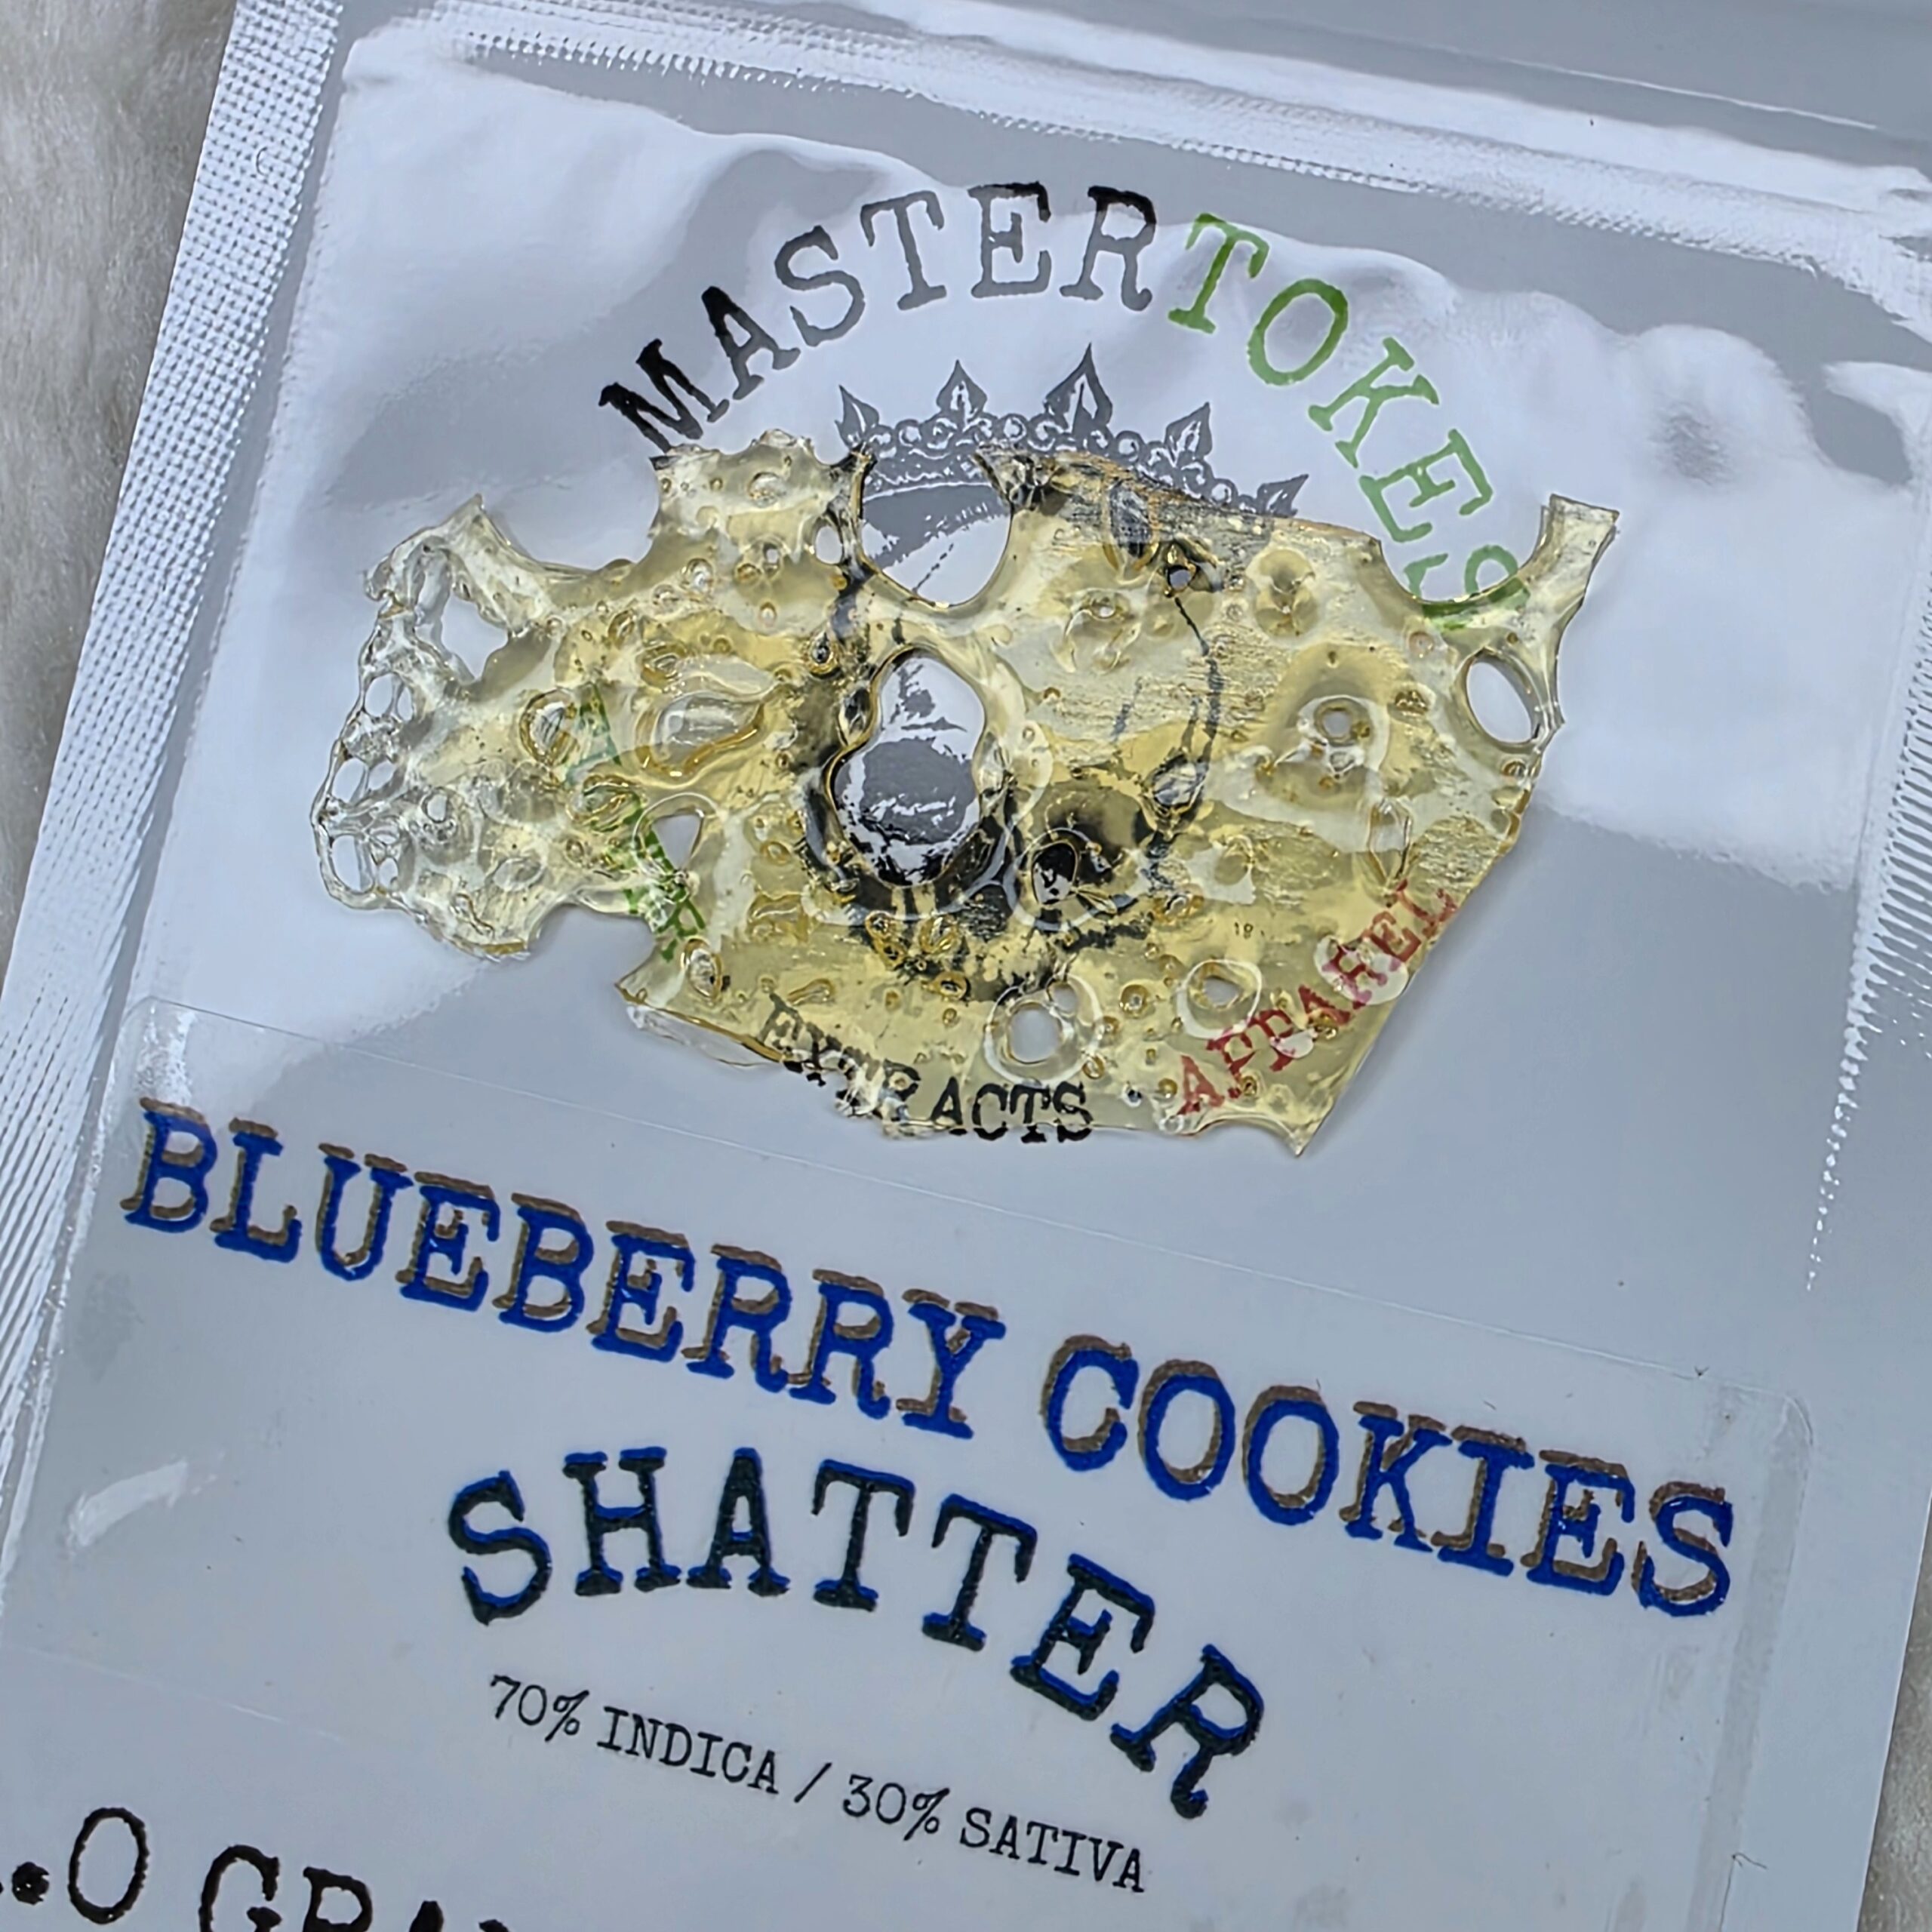 MASTERTOKES
APPAREL
EXTRACTS
BLUEBERRY COOKIES
SHATTER
70% INDICA / 30% SATIVA